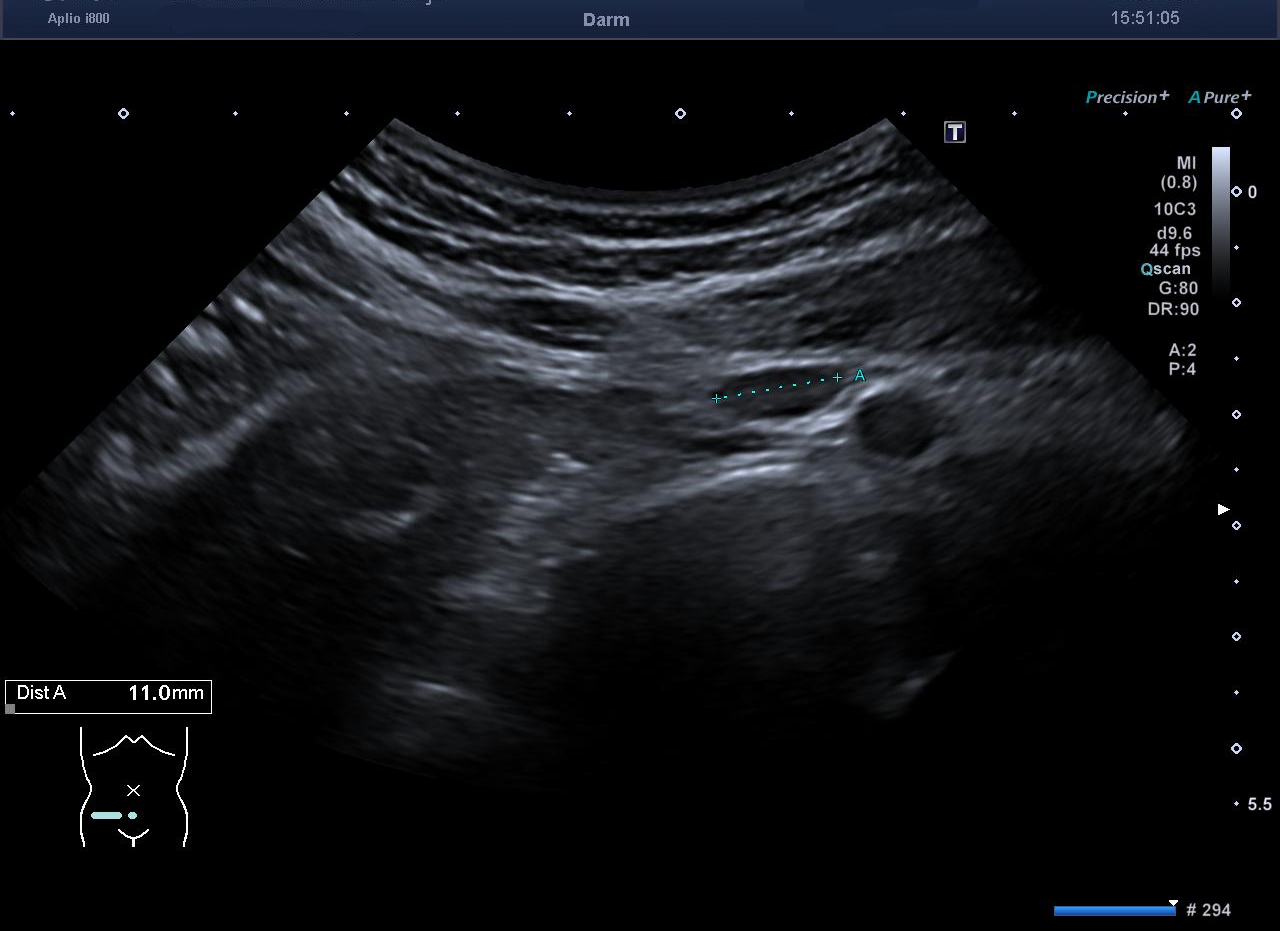 Aplio i800
Darm
15:51:05
Precision+ APure+
T
MI
(0.8)
0
10C3
d9.6
44 fps
Qscan
G:80
DR:90
A:2
P:4
A
Dist A 11.0mm
5.5
# 294